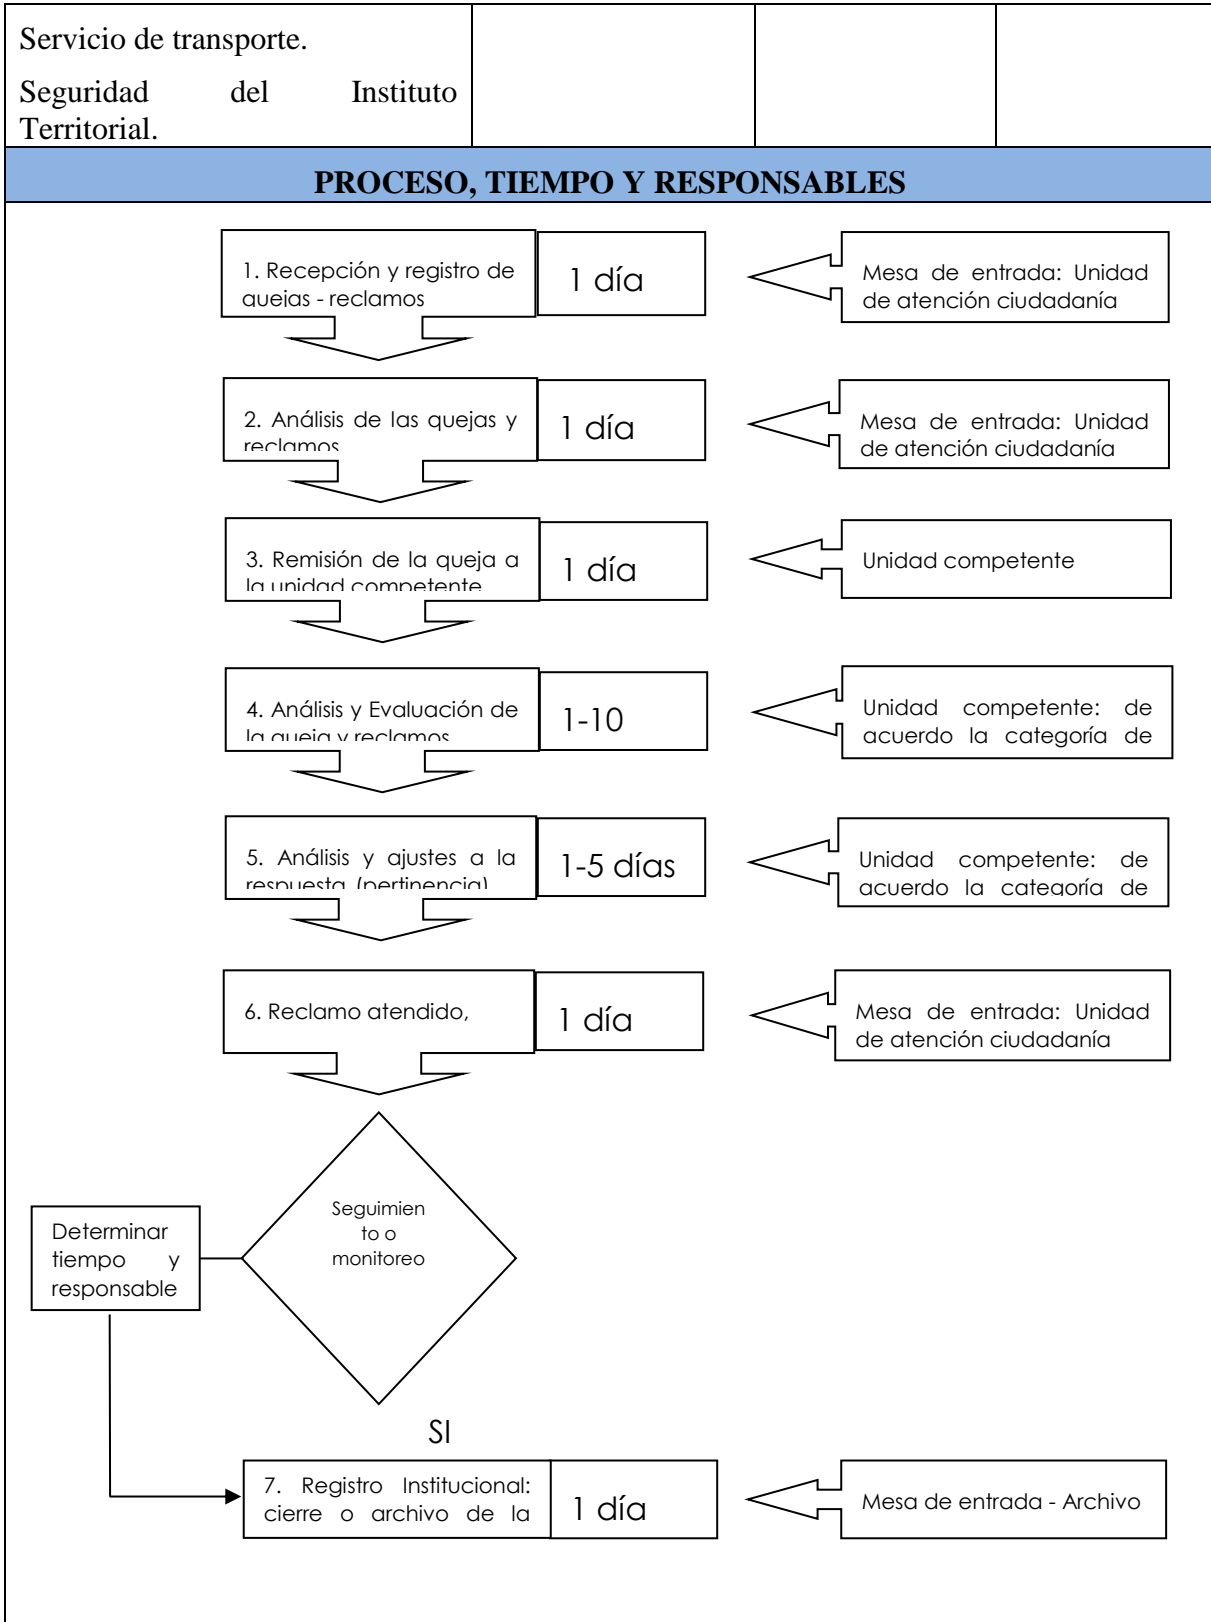 Servicio de transporte.
Seguridad del Instituto
Territorial.
PROCESO, TIEMPO Y RESPONSABLES
1. Recepción y registro de
quejas - reclamos
1 día
Mesa de entrada: Unidad
de atención ciudadanía
2. Análisis de las quejas y
reclamos
1 día
Mesa de entrada: Unidad
de atención ciudadanía
3. Remisión de la queja a
la unidad competente
1 día
Unidad competente
4. Análisis y Evaluación de
la queja y reclamos
1-10
Unidad competente: de
acuerdo la categoría de
5. Análisis y ajustes a la
respuesta (pertinencia)
1-5 días
Unidad competente: de
acuerdo la categoría de
6. Reclamo atendido,
1 día
Mesa de entrada: Unidad
de atención ciudadanía
Seguimien
to o
monitoreo
Determinar
tiempo y
responsable
SI
7. Registro Institucional:
cierre o archivo de la
1 día
Mesa de entrada - Archivo